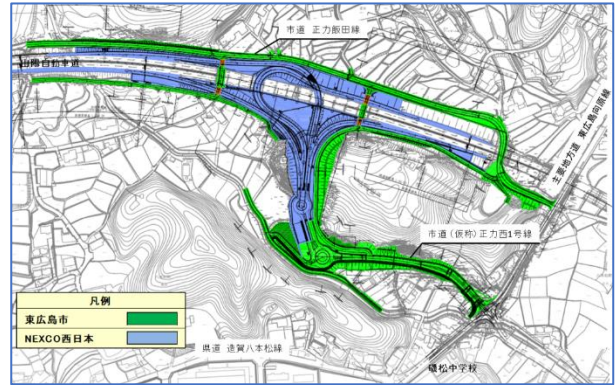 市道 正力飯田線
山陽自動車道
主要地方道 東広島向原線
市道(仮称)正力西1号線
凡例
東広島市
NEXCO西日本
県道 造賀八本松線
磯松中学校